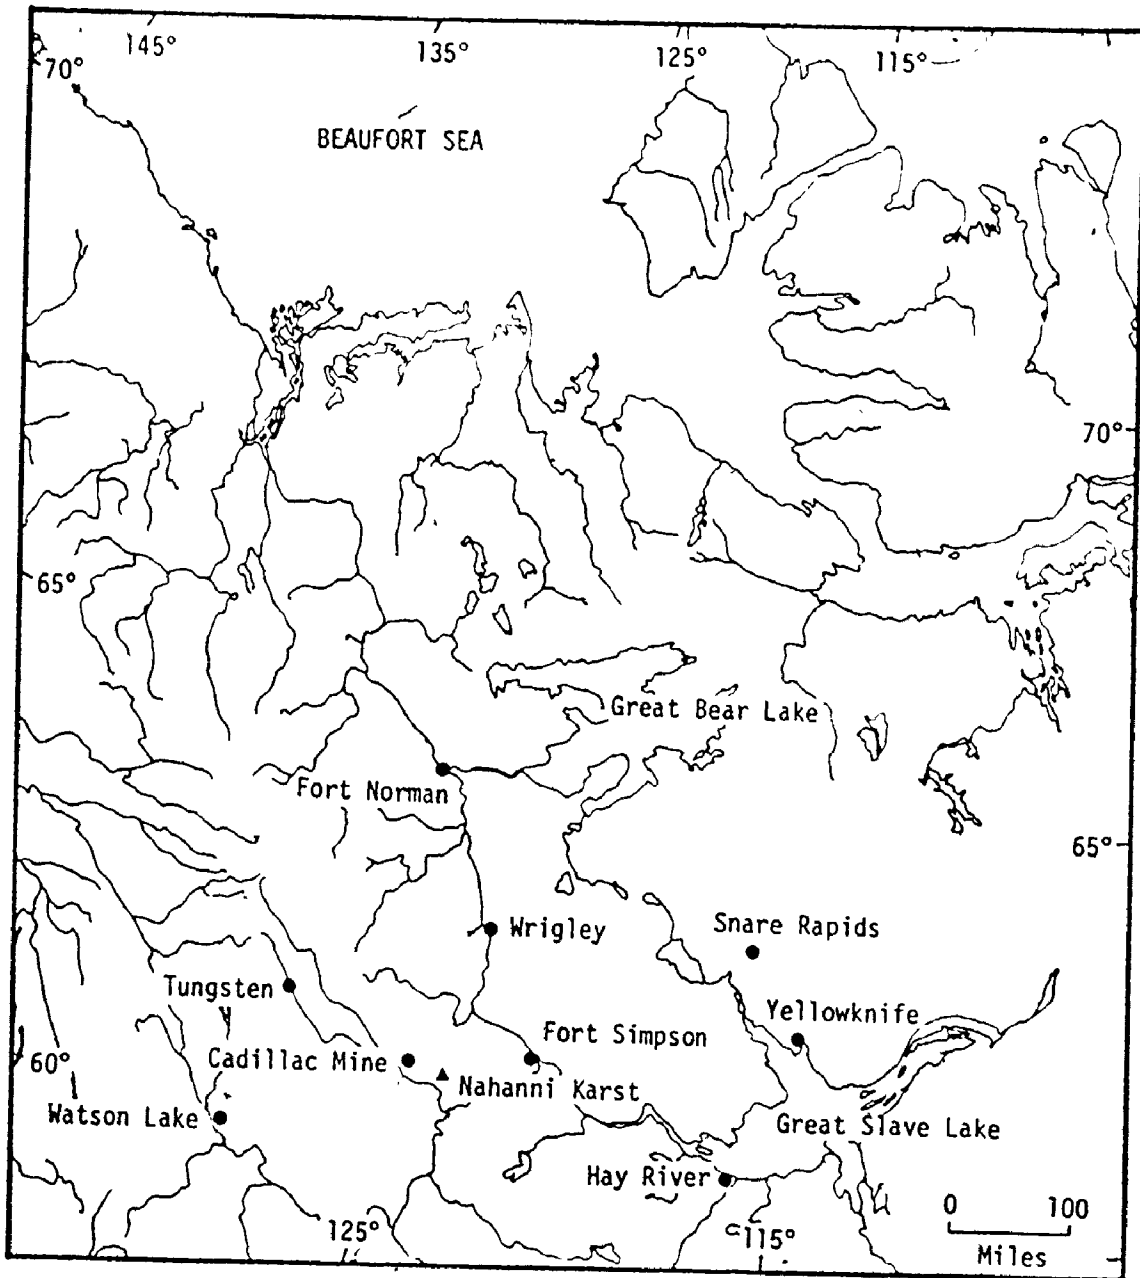 145°
135°
125°
115°
70°
BEAUFORT SEA
70°
65°
Great Bear Lake
Fort Norman
65°
Wrigley
Snare Rapids
Tungsten
Yellowknife
Fort Simpson
60°
Cadillac Mine
Nahanni Karst
Watson Lake
Great Slave Lake
Hay River
0 100
125°
115°
Miles